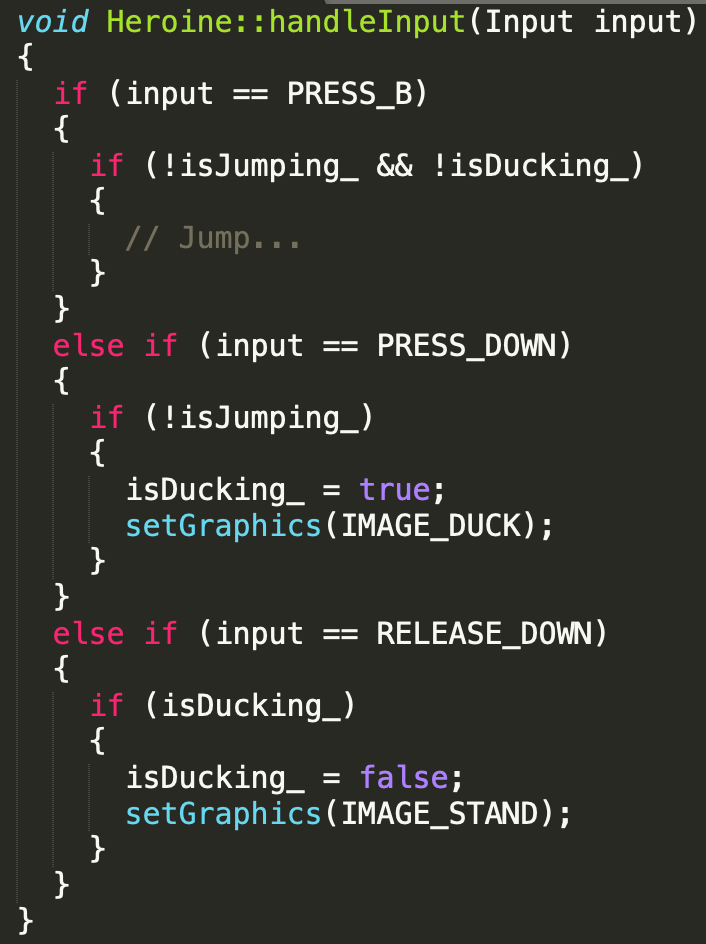 void Heroine::handleInput(Input input)
{
  if (input == PRESS_B)
  {
    if (!isJumping_ && !isDucking_)
    {
      // Jump...
    }
  }
  else if (input == PRESS_DOWN)
  {
    if (!isJumping_)
    {
      isDucking_ = true;
      setGraphics(IMAGE_DUCK);
    }
  }
  else if (input == RELEASE_DOWN)
  {
    if (isDucking_)
    {
      isDucking_ = false;
      setGraphics(IMAGE_STAND);
    }
  }
}